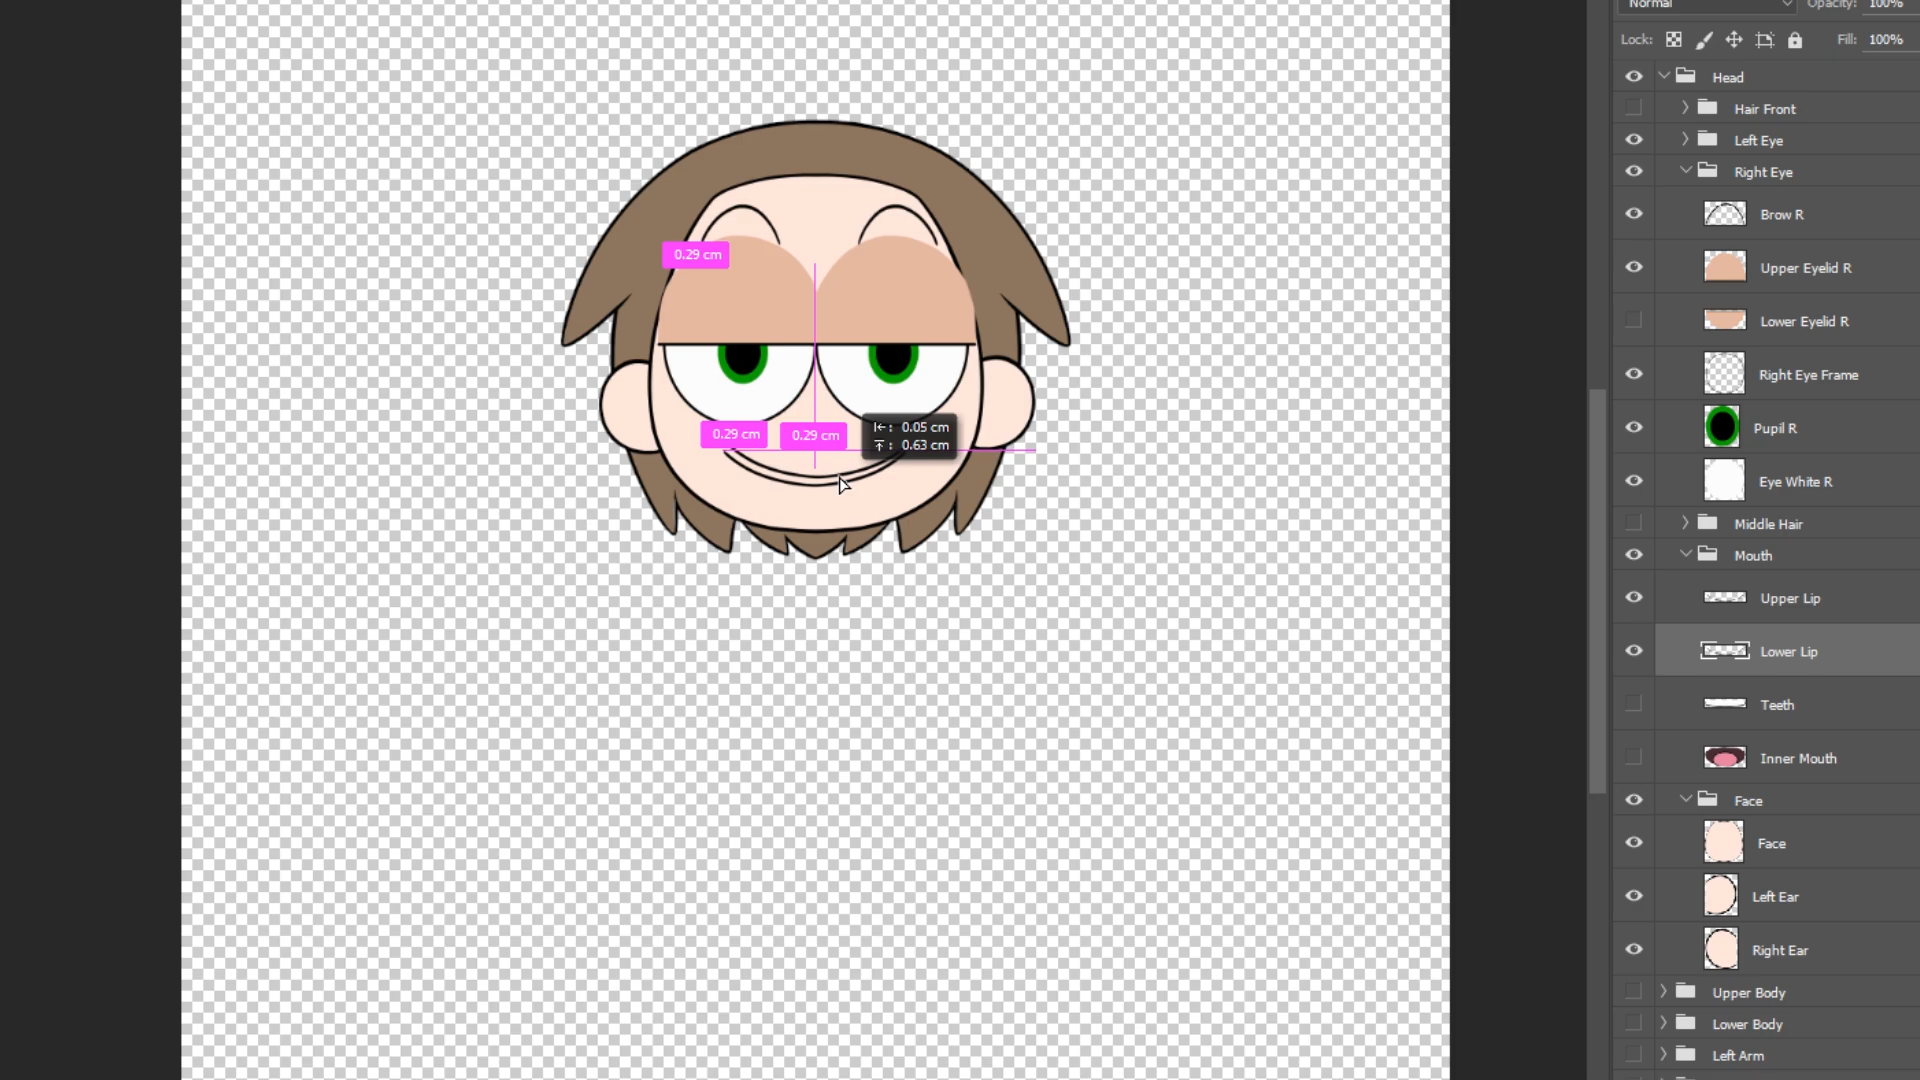 Normal Opacity: 100%
Lock: Fill: 100%
Head
Hair Front
Left Eye
Right Eye
Brow R
Upper Eyelid R
Lower Eyelid R
Right Eye Frame
Pupil R
Eye White R
Middle Hair
Mouth
Upper Lip
Lower Lip
Teeth
Inner Mouth
Face
Face
Left Ear
Right Ear
Upper Body
Lower Body
Left Arm
0.29 cm
0.29 cm
0.29 cm
: 0.05 cm
: 0.63 cm